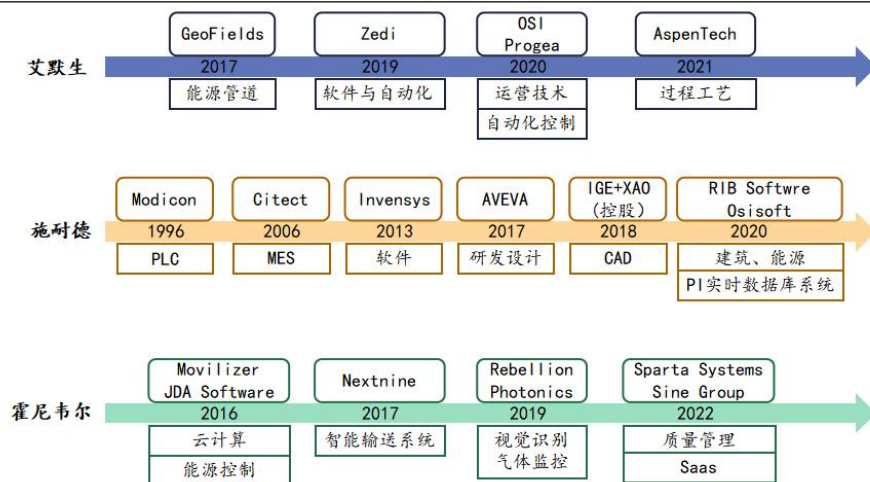 艾默生
GeoFields
Zedi
OSI
Progea
AspenTech
2017
2019
2020
2021
能源管道
软件与自动化
运营技术
自动化控制
过程工艺
施耐德
Modicon
Citect
Invensys
AVEVA
IGE+XAO
(控股)
RIB Softwre
Osisoft
1996
2006
2013
2017
2018
2020
PLC
MES
软件
研发设计
CAD
建筑、能源
PI实时数据库系统
霍尼韦尔
Movilizer
JDA Software
Nextnine
Rebellion
Photonics
Sparta Systems
Sine Group
2016
2017
2019
2022
云计算
能源控制
智能输送系统
视觉识别
气体监控
质量管理
Saas